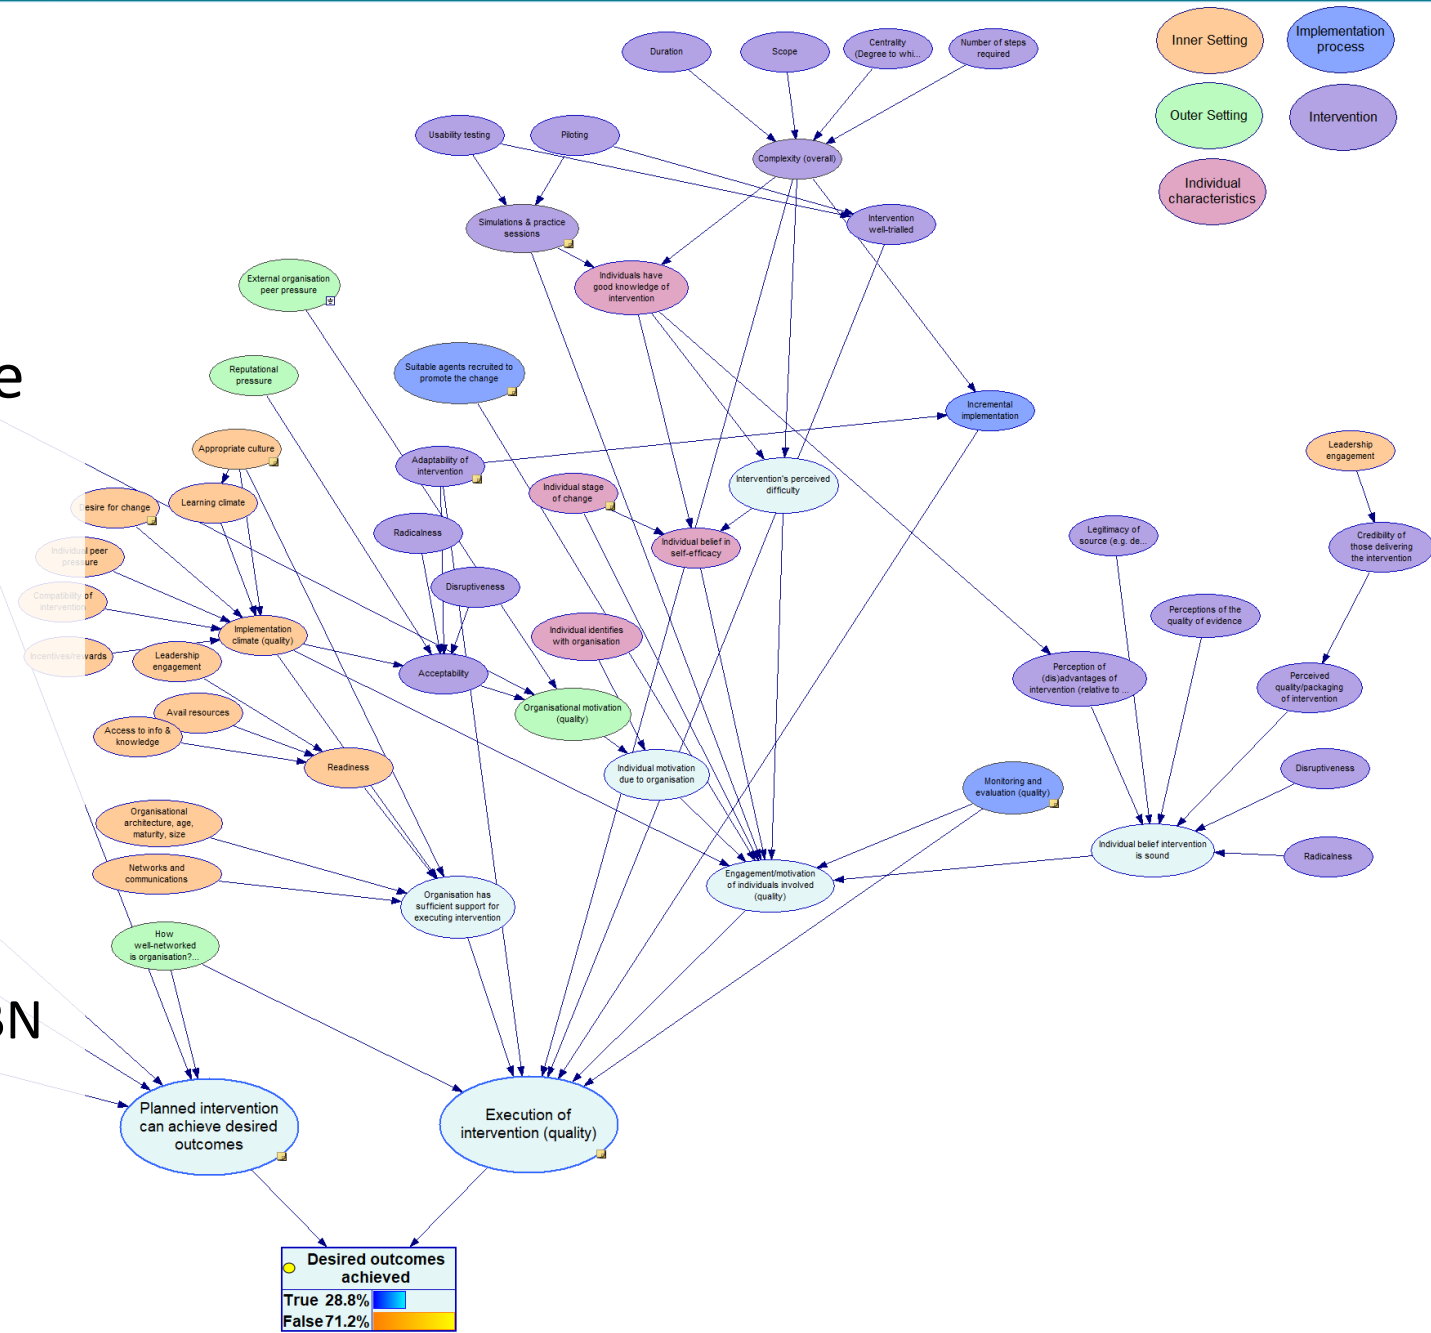 Inner Setting
Implementation
process
Outer Setting
Intervention
Individual
characteristics
Duration
Scope
Centrality
(Degree to whi...
Number of steps
required
Usability testing
Piloting
Complexity (overall)
Simulations & practice
sessions
Intervention
well-trialled
External organisation
peer pressure
Individuals have
good knowledge of
intervention
e
Reputational
pressure
Suitable agents recruited to
promote the change
Incremental
implementation
Appropriate culture
Adaptability of
intervention
Leadership
engagement
Desire for change
Learning climate
Individual stage
of change
Intervention's perceived
difficulty
Radicalness
Individual belief in
self-efficacy
Legitimacy of
source (e.g. de...
Credibility of
those delivering
the intervention
Individual peer
pressure
Disruptiveness
Compatibility of
intervention
Perceptions of the
quality of evidence
Implementation
climate (quality)
Individual identifies
with organisation
Incentives/rewards
Leadership
engagement
Acceptability
Perception of
(dis)advantages of
intervention (relative to ...
Perceived
quality/packaging
of intervention
Avail resources
Access to info &
knowledge
Organisational motivation
(quality)
Readiness
Individual motivation
due to organisation
Monitoring and
evaluation (quality)
Disruptiveness
Organisational
architecture, age,
maturity, size
Individual belief intervention
is sound
Radicalness
Networks and
communications
Organisation has
sufficient support for
executing intervention
Engagement/motivation
of individuals involved
(quality)
How
well-networked
is organisation?...
BN
Planned intervention
can achieve desired
outcomes
Execution of
intervention (quality)
Desired outcomes
achieved
True 28.8%
False 71.2%